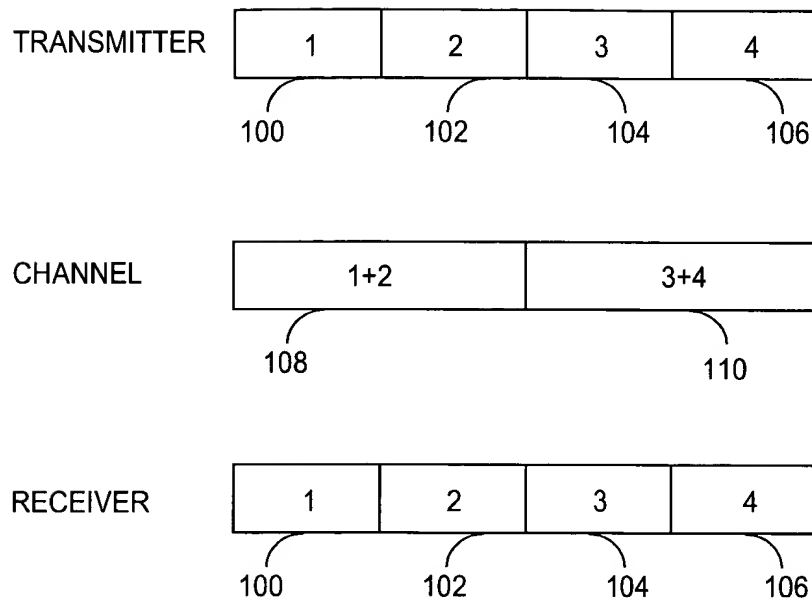 TRANSMITTER 1 2 3 4
100 102 104 106
CHANNEL 1+2 3+4
108 110
RECEIVER 1 2 3 4
100 102 104 106